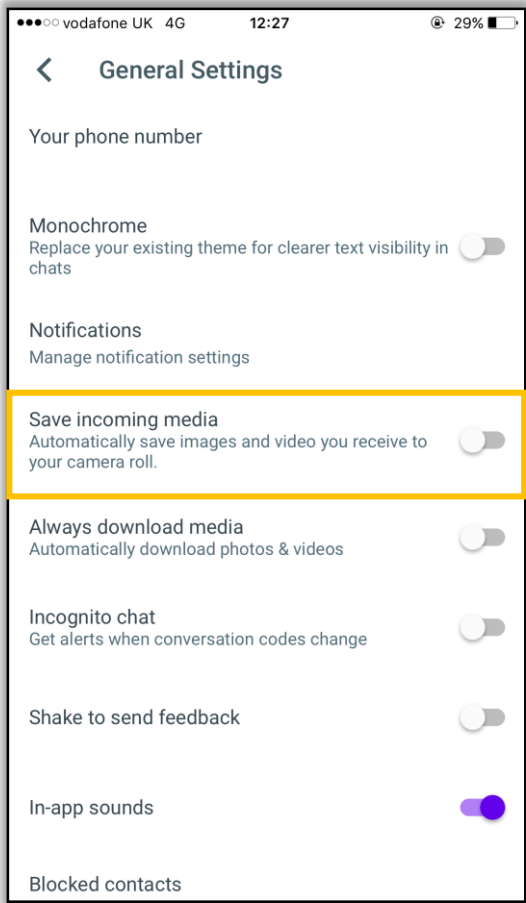 vodafone UK 4G 12:27 29%
General Settings
Your phone number
Monochrome
Replace your existing theme for clearer text visibility in
chats
Notifications
Manage notification settings
Save incoming media
Automatically save images and video you receive to
your camera roll.
Always download media
Automatically download photos & videos
Incognito chat
Get alerts when conversation codes change
Shake to send feedback
In-app sounds
Blocked contacts